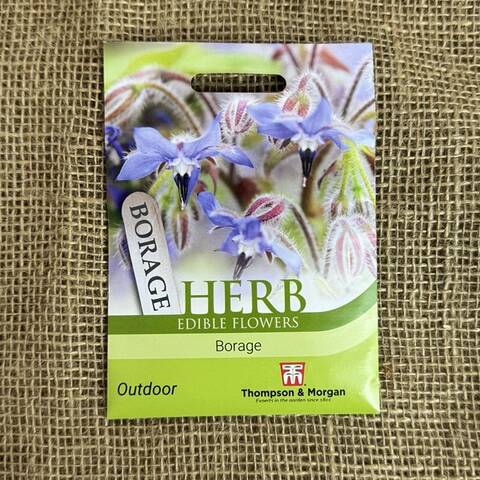 BORAGE
HERB
EDIBLE FLOWERS
Borage
Outdoor
Thompson & Morgan
Experts in the garden since 1855